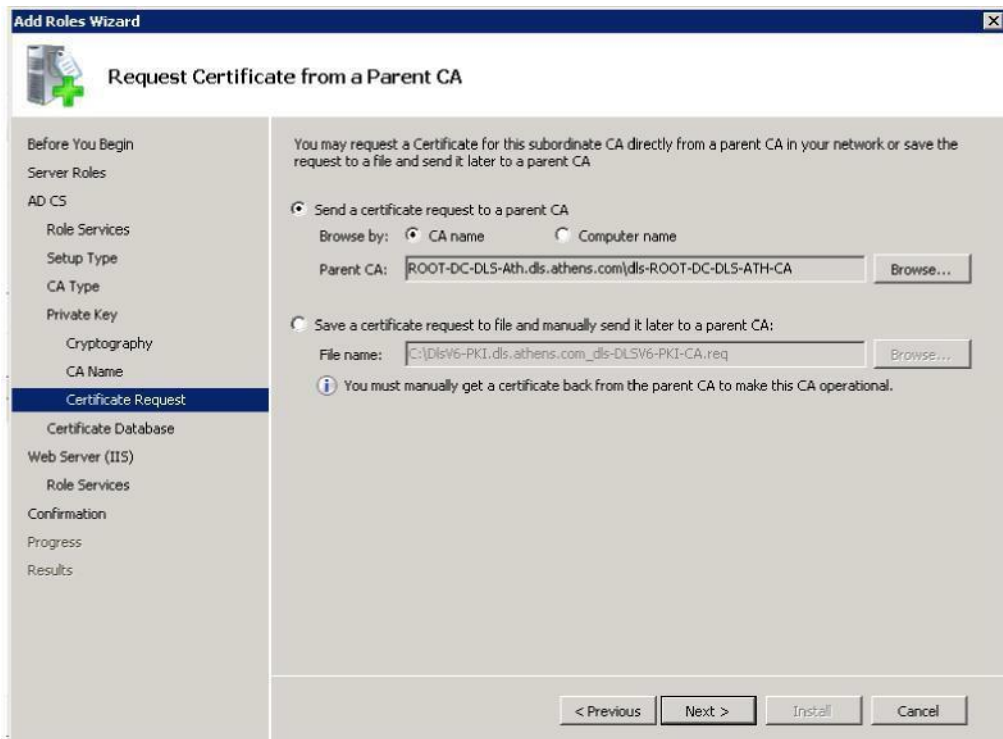 Add Roles Wizard
Request Certificate from a Parent CA
Before You Begin
Server Roles
AD CS
Role Services
Setup Type
CA Type
Private Key
Cryptography
CA Name
Certificate Request
Certificate Database
Web Server (IIS)
Role Services
Confirmation
Progress
Results
You may request a Certificate for this subordinate CA directly from a parent CA in your network or save the
request to a file and send it later to a parent CA
Send a certificate request to a parent CA
Browse by: CA name Computer name
Parent CA: ROOT-DC-DLS-Ath.dls.athens.com\dls-ROOT-DC-DLS-ATH-CA Browse...
Save a certificate request to file and manually send it later to a parent CA:
File name: C:\DlsV6-PKI.dls.athens.com_dls-DLSV6-PKI-CA.req Browse...
You must manually get a certificate back from the parent CA to make this CA operational.
< Previous Next > Install Cancel